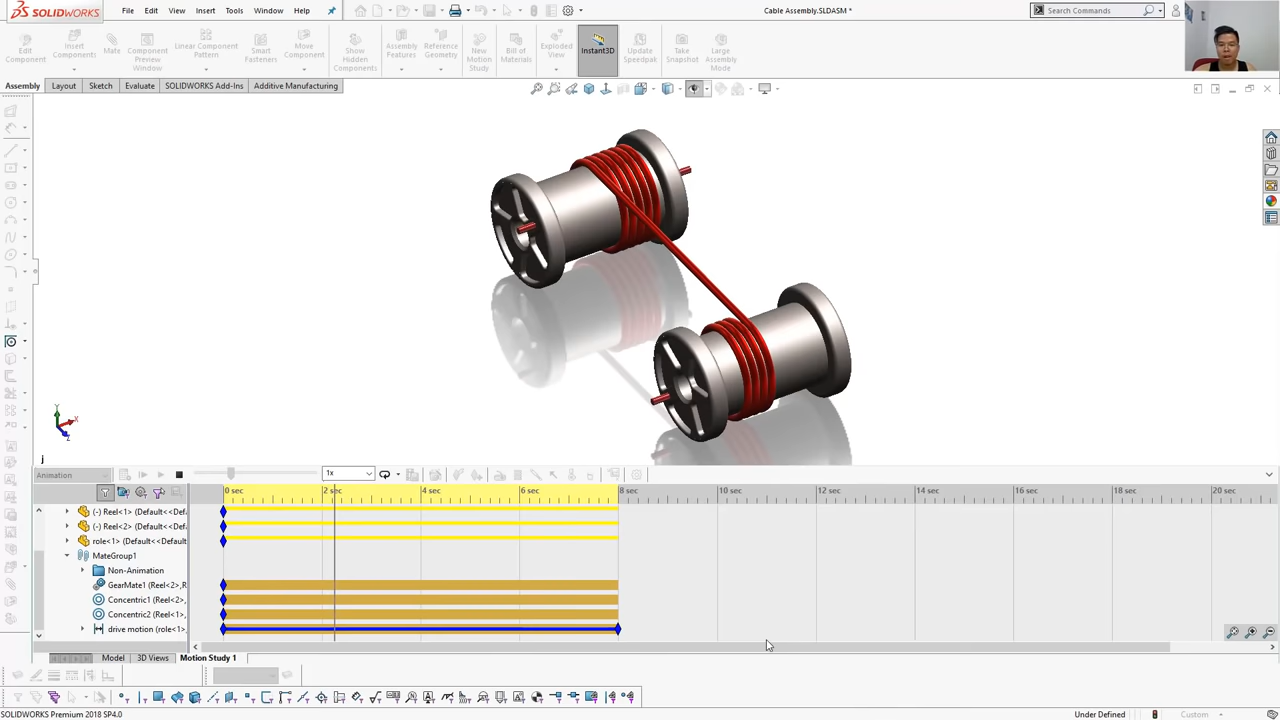 SOLIDWORKS
File Edit View Insert Tools Window Help
Cable Assembly.SLDASM *
Search Commands
Edit Component
Insert Components
Mate
Component Preview Window
Linear Component Pattern
Smart Fasteners
Move Component
Show Hidden Components
Assembly Features
Reference Geometry
New Motion Study
Bill of Materials
Exploded View
Instant3D
Update Speedpak
Take Snapshot
Large Assembly Mode
Assembly Layout Sketch Evaluate SOLIDWORKS Add-Ins Additive Manufacturing
Y
X
Z
Animation
1x
0 sec 2 sec 4 sec 6 sec 8 sec 10 sec 12 sec 14 sec 16 sec 18 sec 20 sec
(-) Reel<1> (Default<<Defa
(-) Reel<2> (Default<<Defa
role<1> (Default<<Default
MateGroup1
Non-Animation
GearMate1 (Reel<2>,R
Concentric1 (Reel<2>,
Concentric2 (Reel<1>,
drive motion (role<1>,
Model 3D Views Motion Study 1
SOLIDWORKS Premium 2018 SP4.0
Under Defined
Custom